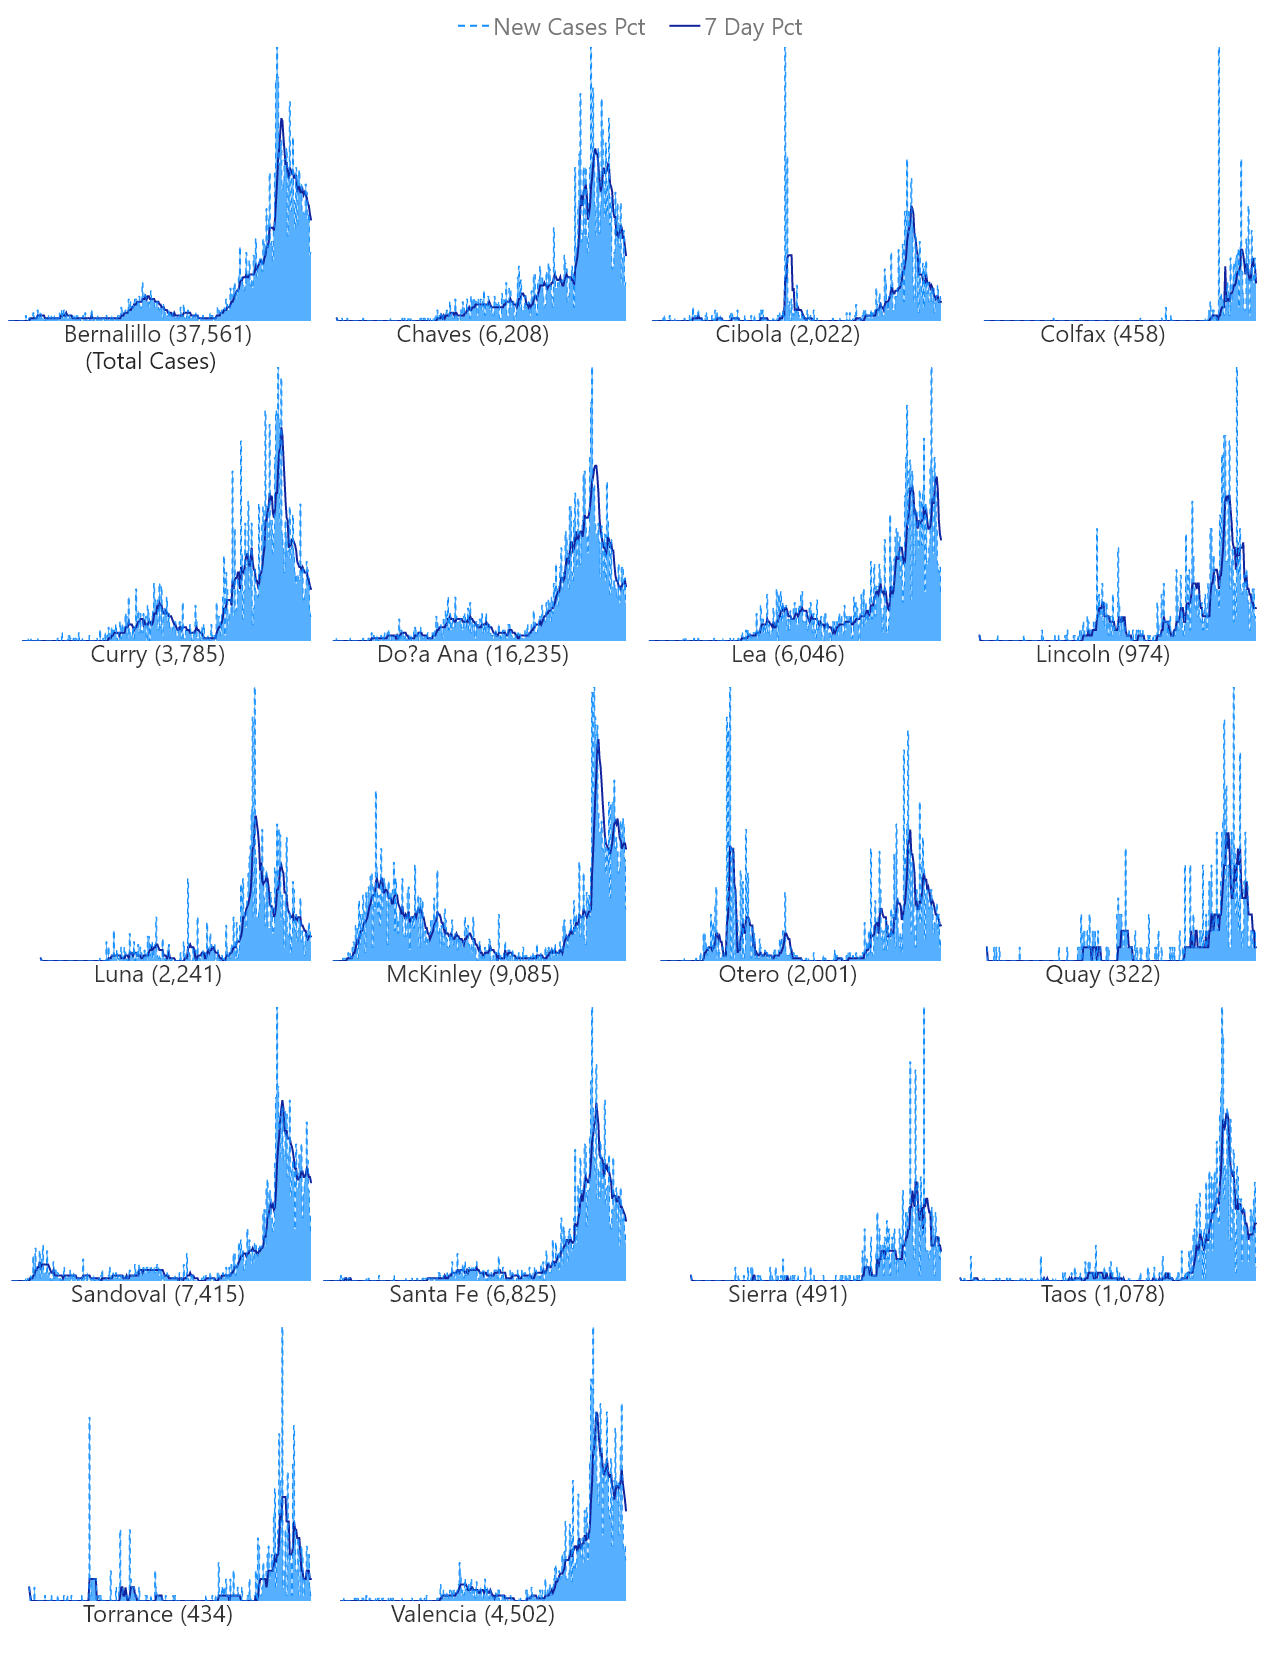 New Cases Pct 7 Day Pct
Bernalillo (37,561)
(Total Cases)
Chaves (6,208)
Cibola (2,022)
Colfax (458)
Curry (3,785)
Do?a Ana (16,235)
Lea (6,046)
Lincoln (974)
Luna (2,241)
McKinley (9,085)
Otero (2,001)
Quay (322)
Sandoval (7,415)
Santa Fe (6,825)
Sierra (491)
Taos (1,078)
Torrance (434)
Valencia (4,502)